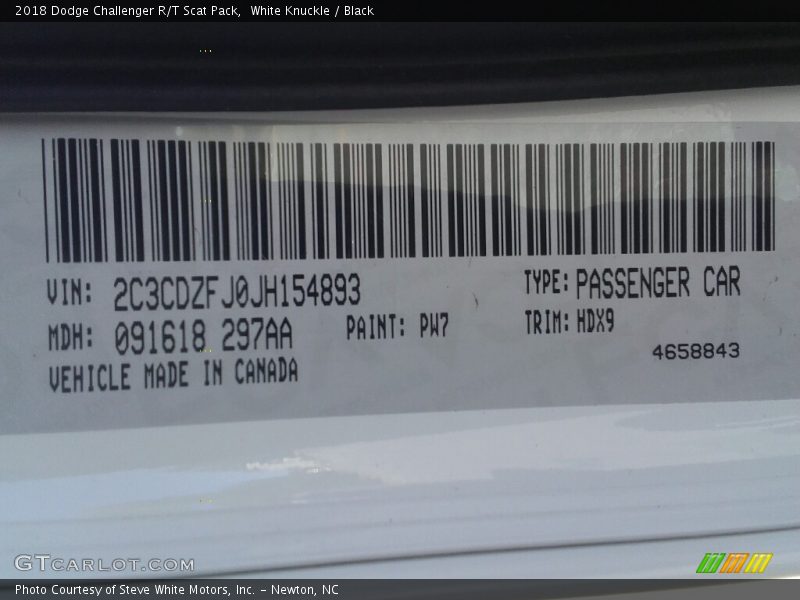 2018 Dodge Challenger R/T Scat Pack,  White Knuckle / Black
VIN: 2C3CDZFJ0JH154893 TYPE: PASSENGER CAR
MDH: 091618 297AA PAINT: PW7 TRIM: HDX9
VEHICLE MADE IN CANADA 4658843
GTCARLOT.COM
Photo Courtesy of Steve White Motors, Inc. – Newton, NC